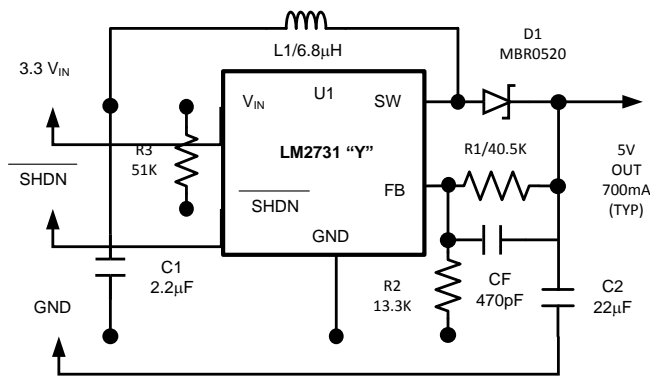 L1/6.8µH
D1
MBR0520
3.3 VIN
VIN
U1
SW
R3
51K
LM2731 “Y”
R1/40.5K
5V
OUT
700mA
(TYP)
SHDN
SHDN
FB
GND
C1
2.2µF
R2
13.3K
CF
470pF
C2
22µF
GND